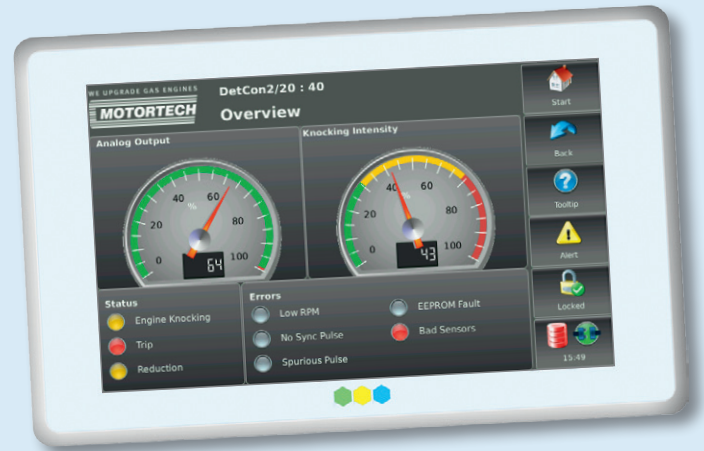 WE UPGRADE GAS ENGINES
MOTORTECH
DetCon2/20 : 40
Overview
Analog Output
0
20
40
60
80
100
%
64
Knocking Intensity
0
20
40
60
80
100
%
43
Status
Engine Knocking
Trip
Reduction
Errors
Low RPM
No Sync Pulse
Spurious Pulse
EEPROM Fault
Bad Sensors
Start
Back
?
Tooltip
!
Alert
Locked
15:49